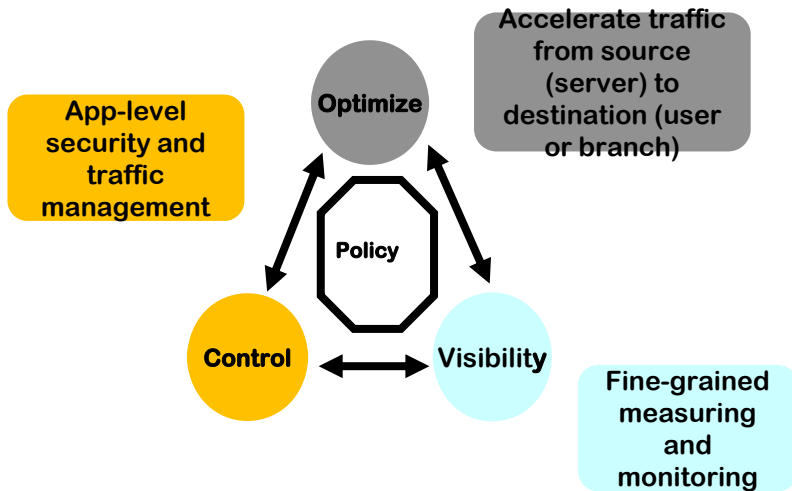 Accelerate traffic
from source
(server) to
destination (user
or branch)
Optimize
App-level
security and
traffic
management
Policy
Control
Visibility
Fine-grained
measuring
and
monitoring